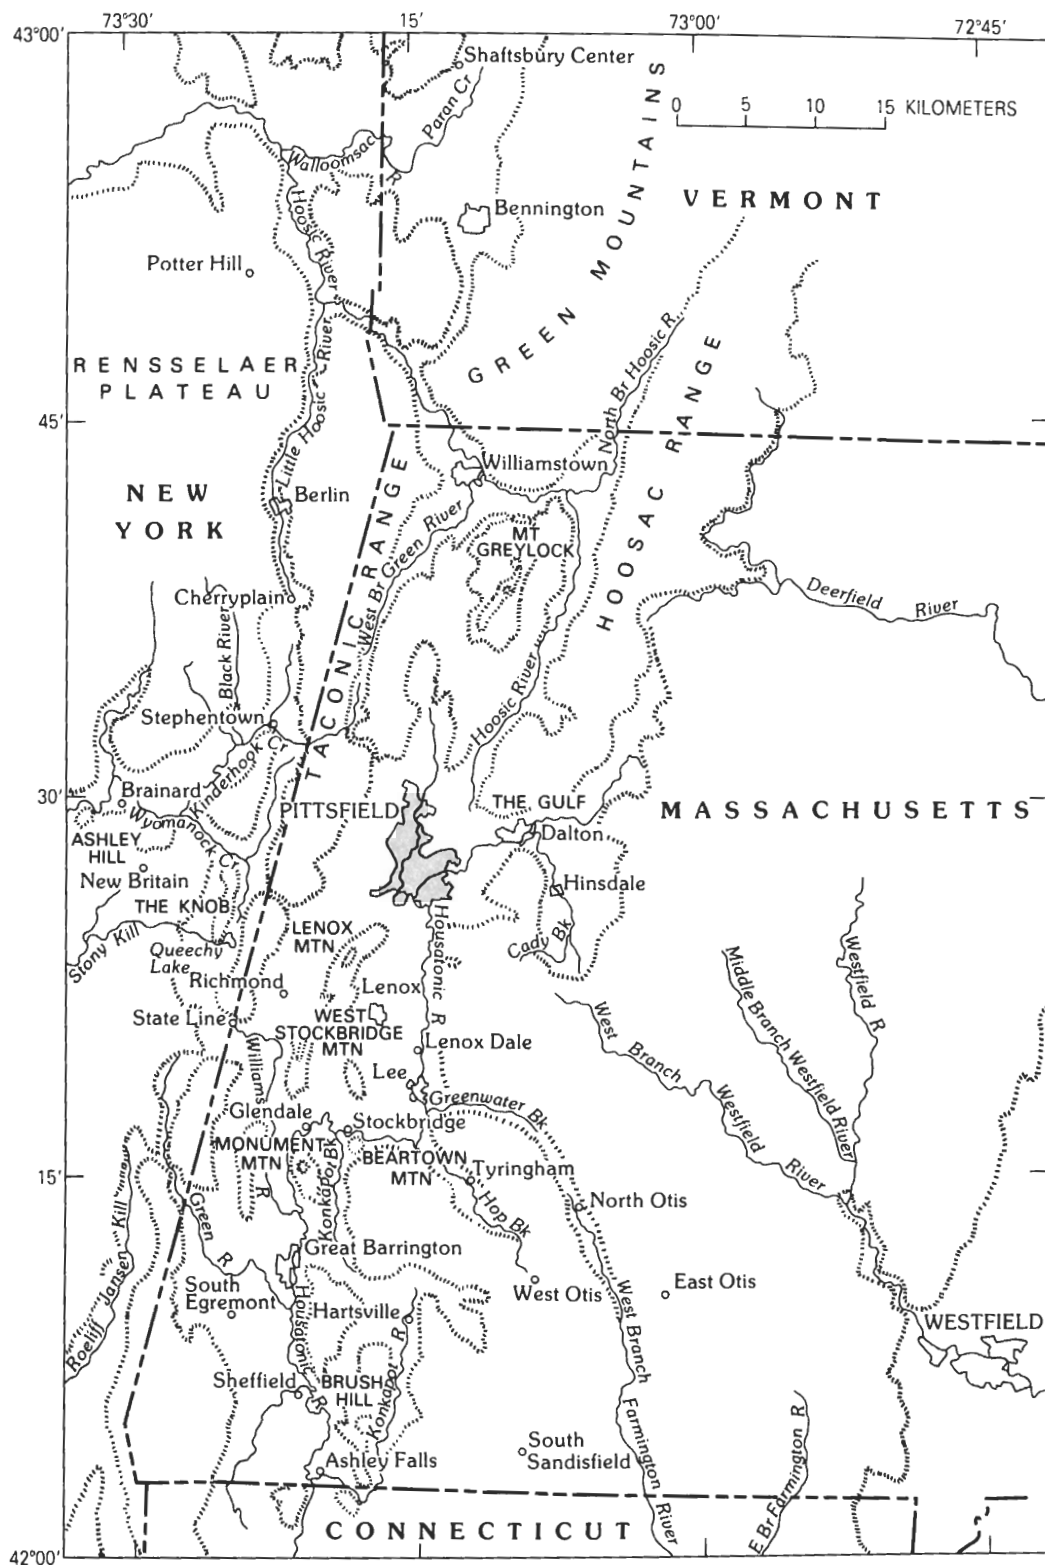 73°30′
15′
73°00′
72°45′
43°00′
Shaftsbury Center
0 5 10 15 KILOMETERS
Paran Cr
Walloomsac
R
GREEN MOUNTAINS
VERMONT
Bennington
Hoosic River
Potter Hill
RENSSELAER
PLATEAU
Little Hoosic River
North Br Hoosic R
HOOSAC RANGE
45′
Williamstown
NEW
YORK
Berlin
TACONIC RANGE
West Br Green River
MT
GREYLOCK
Cherryplain
Deerfield River
Black River
Hoosic River
Stephentown
Kinderhook Cr
30′
Brainard
PITTSFIELD
THE GULF
MASSACHUSETTS
Wyomanock Cr
Dalton
ASHLEY
HILL
New Britain
Hinsdale
THE KNOB
Housatonic R
LENOX
MTN
Cady Bk
Stony Kill
Queechy
Lake
Richmond
Lenox
Middle Branch Westfield River
Westfield R
State Line
WEST
STOCKBRIDGE
MTN
Lenox Dale
West Branch Westfield River
Williams
R
Lee
Greenwater Bk
Glendale
Stockbridge
MONUMENT
MTN
Konkapot Bk
BEARTOWN
MTN
Tyringham
15′
Hop Bk
North Otis
Green R
Roeliff Jansen Kill
Great Barrington
South
Egremont
West Otis
East Otis
Housatonic R
Hartsville
West Branch Farmington River
WESTFIELD
Sheffield
BRUSH
HILL
Konkapot R
South
Sandisfield
Ashley Falls
E Br Farmington R
CONNECTICUT
42°00′